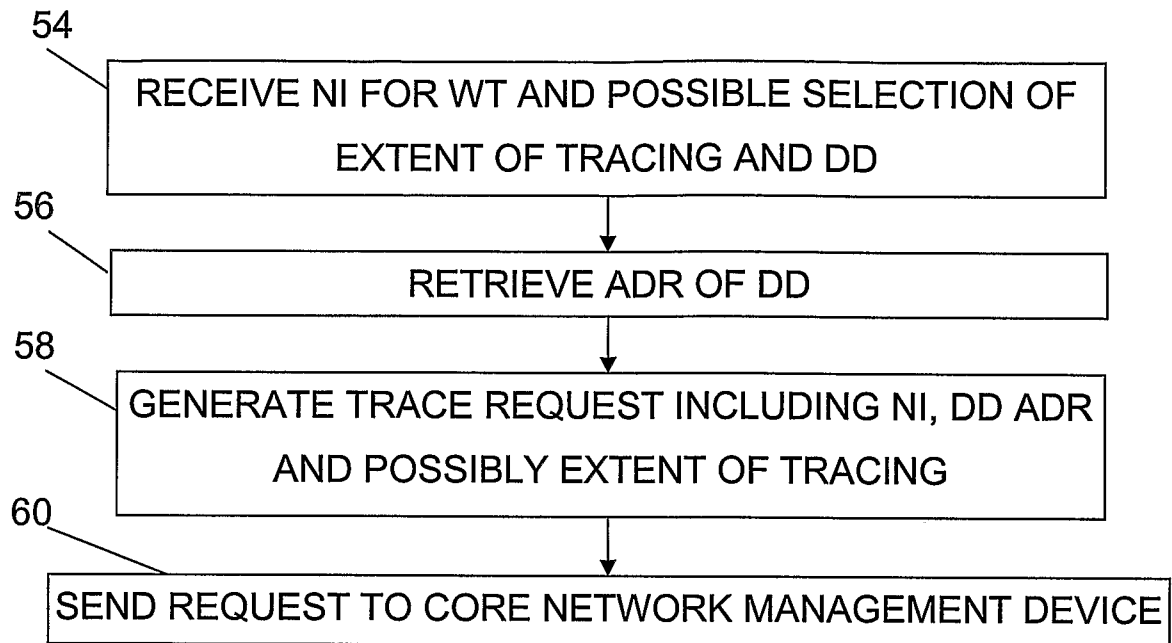 54
RECEIVE NI FOR WT AND POSSIBLE SELECTION OF
EXTENT OF TRACING AND DD
56
RETRIEVE ADR OF DD
58
GENERATE TRACE REQUEST INCLUDING NI, DD ADR
AND POSSIBLY EXTENT OF TRACING
60
SEND REQUEST TO CORE NETWORK MANAGEMENT DEVICE